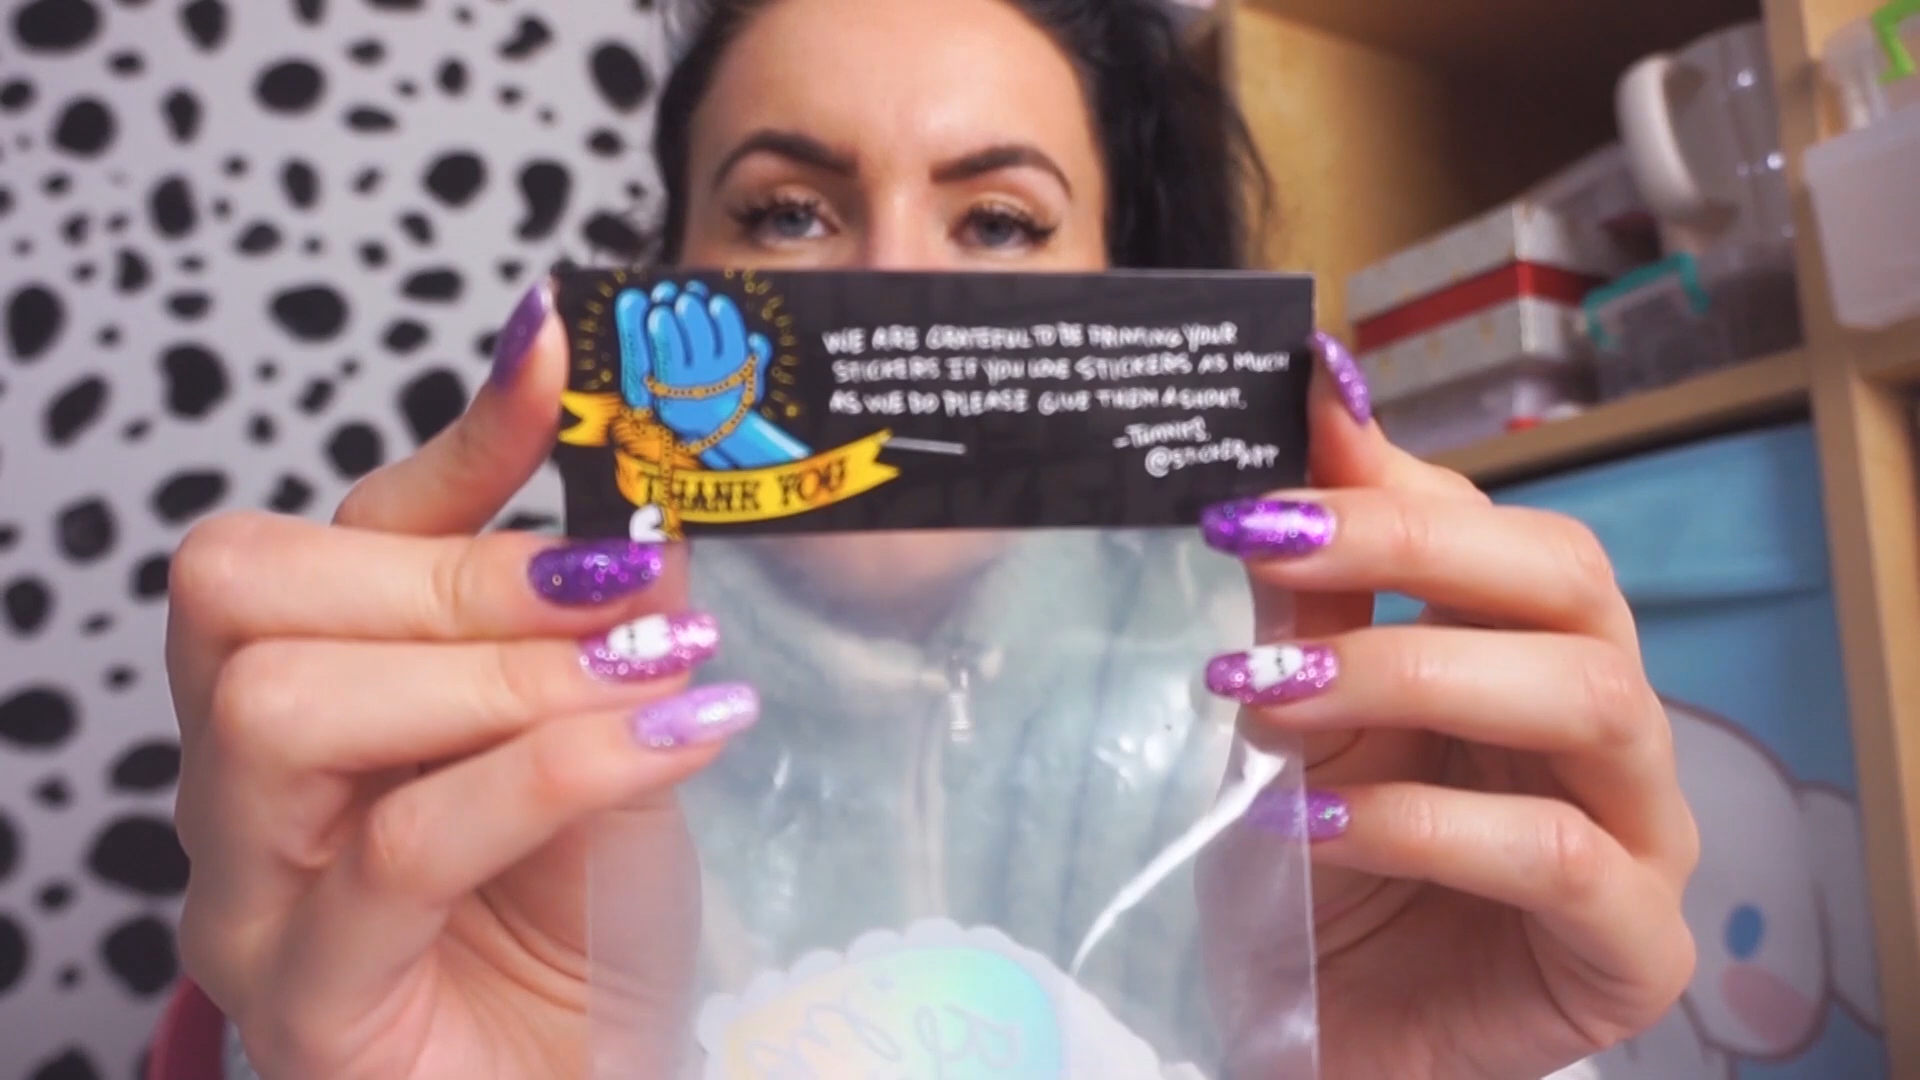 WE ARE GRATEFUL TO BE PRINTING YOUR
STICKERS IF YOU LIKE STICKERS AS MUCH
AS WE DO PLEASE GIVE THEM A SHOUT.
THANK YOU